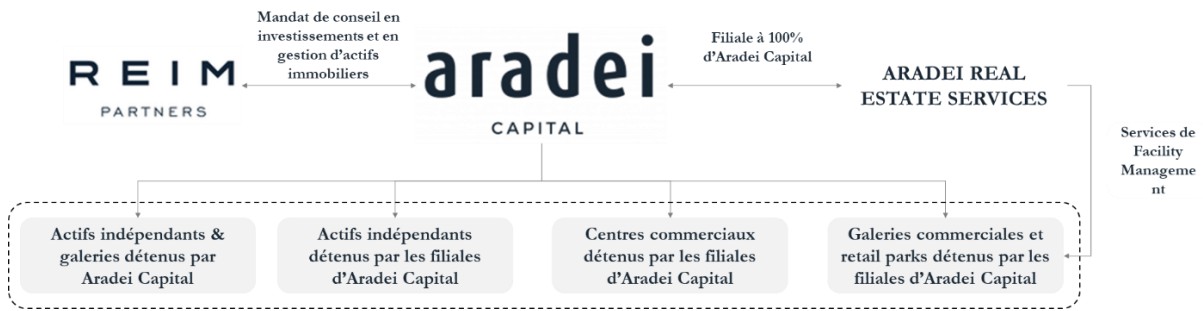 REIM
PARTNERS
Mandat de conseil en
investissements et en
gestion d'actifs
immobiliers
aradei
CAPITAL
Filiale à 100%
d'Aradei Capital
ARADEI REAL
ESTATE SERVICES
Services de
Facility
Manageme
nt
Actifs indépendants &
galeries détenus par
Aradei Capital
Actifs indépendants
détenus par les filiales
d'Aradei Capital
Centres commerciaux
détenus par les filiales
d'Aradei Capital
Galeries commerciales et
retail parks détenus par les
filiales d'Aradei Capital